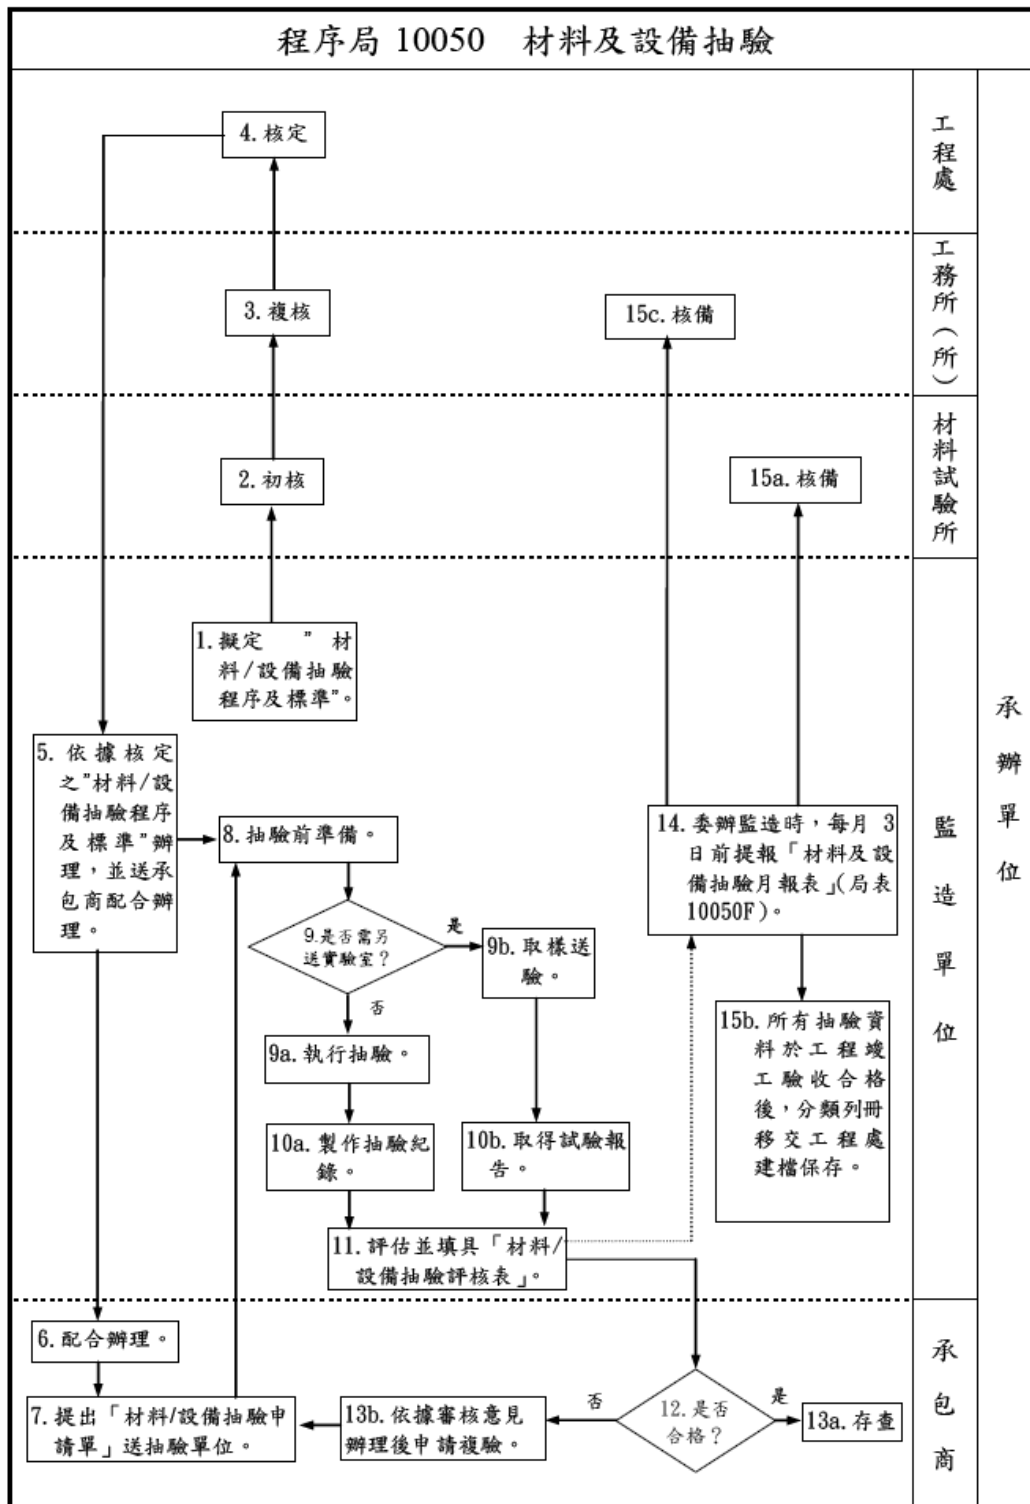 程序局 10050　材料及設備抽驗
工程處
4. 核定
工務所（所）
3. 複核
15c. 核備
材料試驗所
2. 初核
15a. 核備
承辦單位
監造單位
1. 擬定 ”材
料/設備抽驗
程序及標準”。
5. 依據核定
之”材料/設
備抽驗程序
及標準”辦
理，並送承
包商配合辦
理。
8. 抽驗前準備。
9.是否需另
送實驗室？
是
否
9b. 取樣送
驗。
9a. 執行抽驗。
10a. 製作抽驗紀
錄。
10b. 取得試驗報
告。
11. 評估並填具「材料/
設備抽驗評核表」。
14. 委辦監造時，每月 3
日前提報「材料及設
備抽驗月報表」（局表
10050F）。
15b. 所有抽驗資
料於工程竣
工驗收合格
後，分類列冊
移交工程處
建檔保存。
承包商
6. 配合辦理。
7. 提出「材料/設備抽驗申
請單」送抽驗單位。
13b. 依據審核意見
辦理後申請複驗。
否
12. 是否
合格？
是
13a. 存查